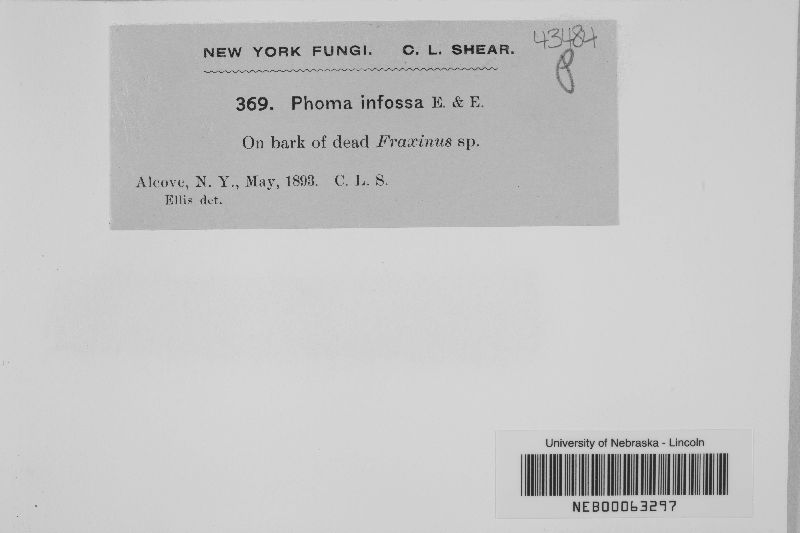 NEW YORK FUNGI. C. L. SHEAR.
43484
369. Phoma infossa E. & E.
On bark of dead Fraxinus sp.
Alcove, N. Y., May, 1893. C. L. S.
Ellis det.
University of Nebraska - Lincoln
NEB00063297